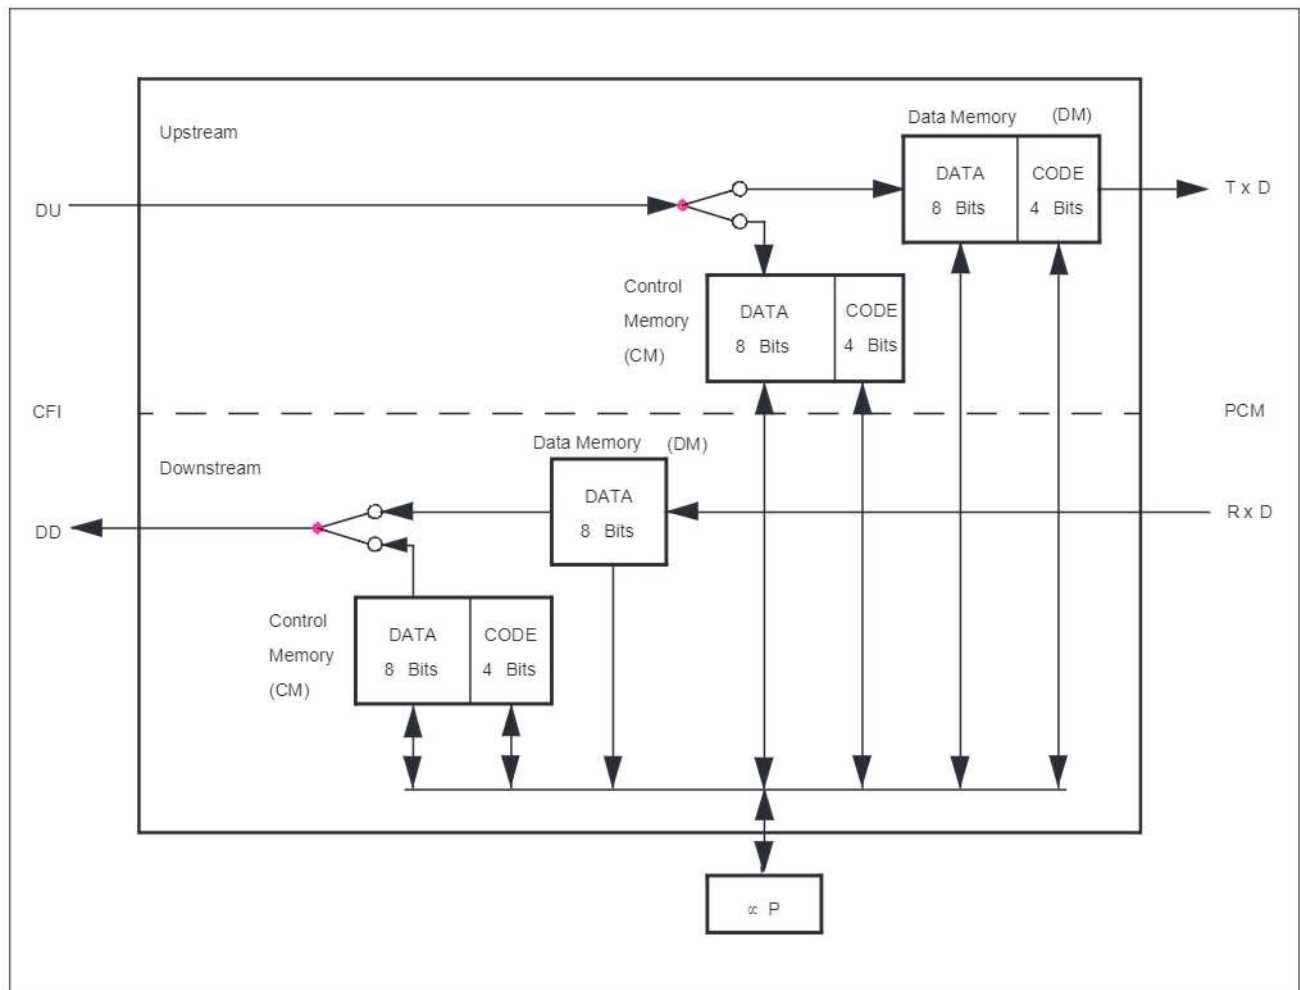 Upstream
Data Memory (DM)
DATA CODE
8 Bits 4 Bits
T x D
DU
Control
Memory
(CM)
DATA CODE
8 Bits 4 Bits
CFI
PCM
Downstream
Data Memory (DM)
DATA
8 Bits
R x D
DD
Control
Memory
(CM)
DATA CODE
8 Bits 4 Bits
∝ P